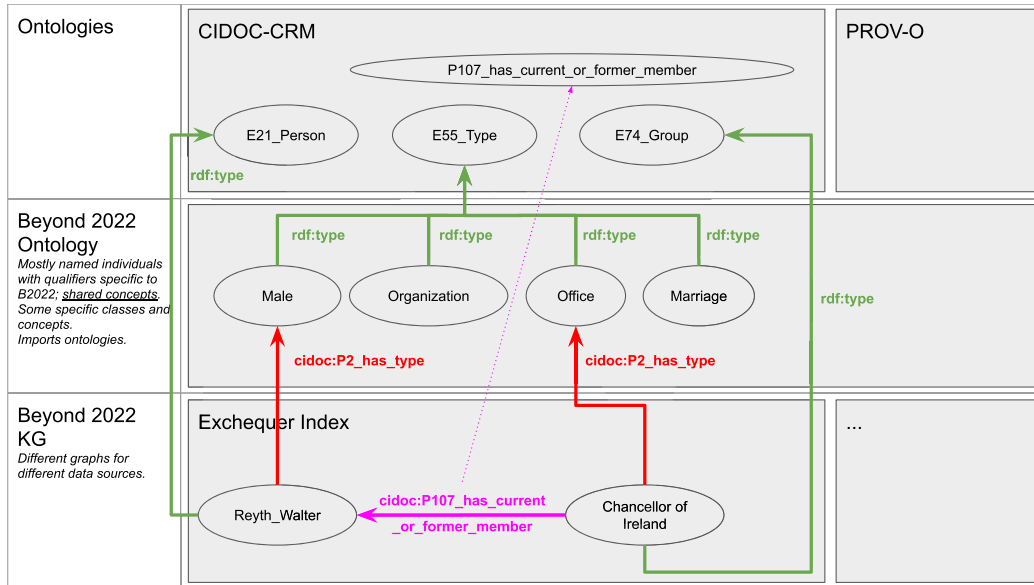 Ontologies
CIDOC-CRM
PROV-O
P107_has_current_or_former_member
E21_Person
E55_Type
E74_Group
rdf:type
Beyond 2022
Ontology
Mostly named individuals
with qualifiers specific to
B2022; shared concepts.
Some specific classes and
concepts.
Imports ontologies.
rdf:type
rdf:type
rdf:type
rdf:type
Male
Organization
Office
Marriage
rdf:type
cidoc:P2_has_type
cidoc:P2_has_type
Beyond 2022
KG
Different graphs for
different data sources.
Exchequer Index
...
Reyth_Walter
cidoc:P107_has_current
_or_former_member
Chancellor of
Ireland